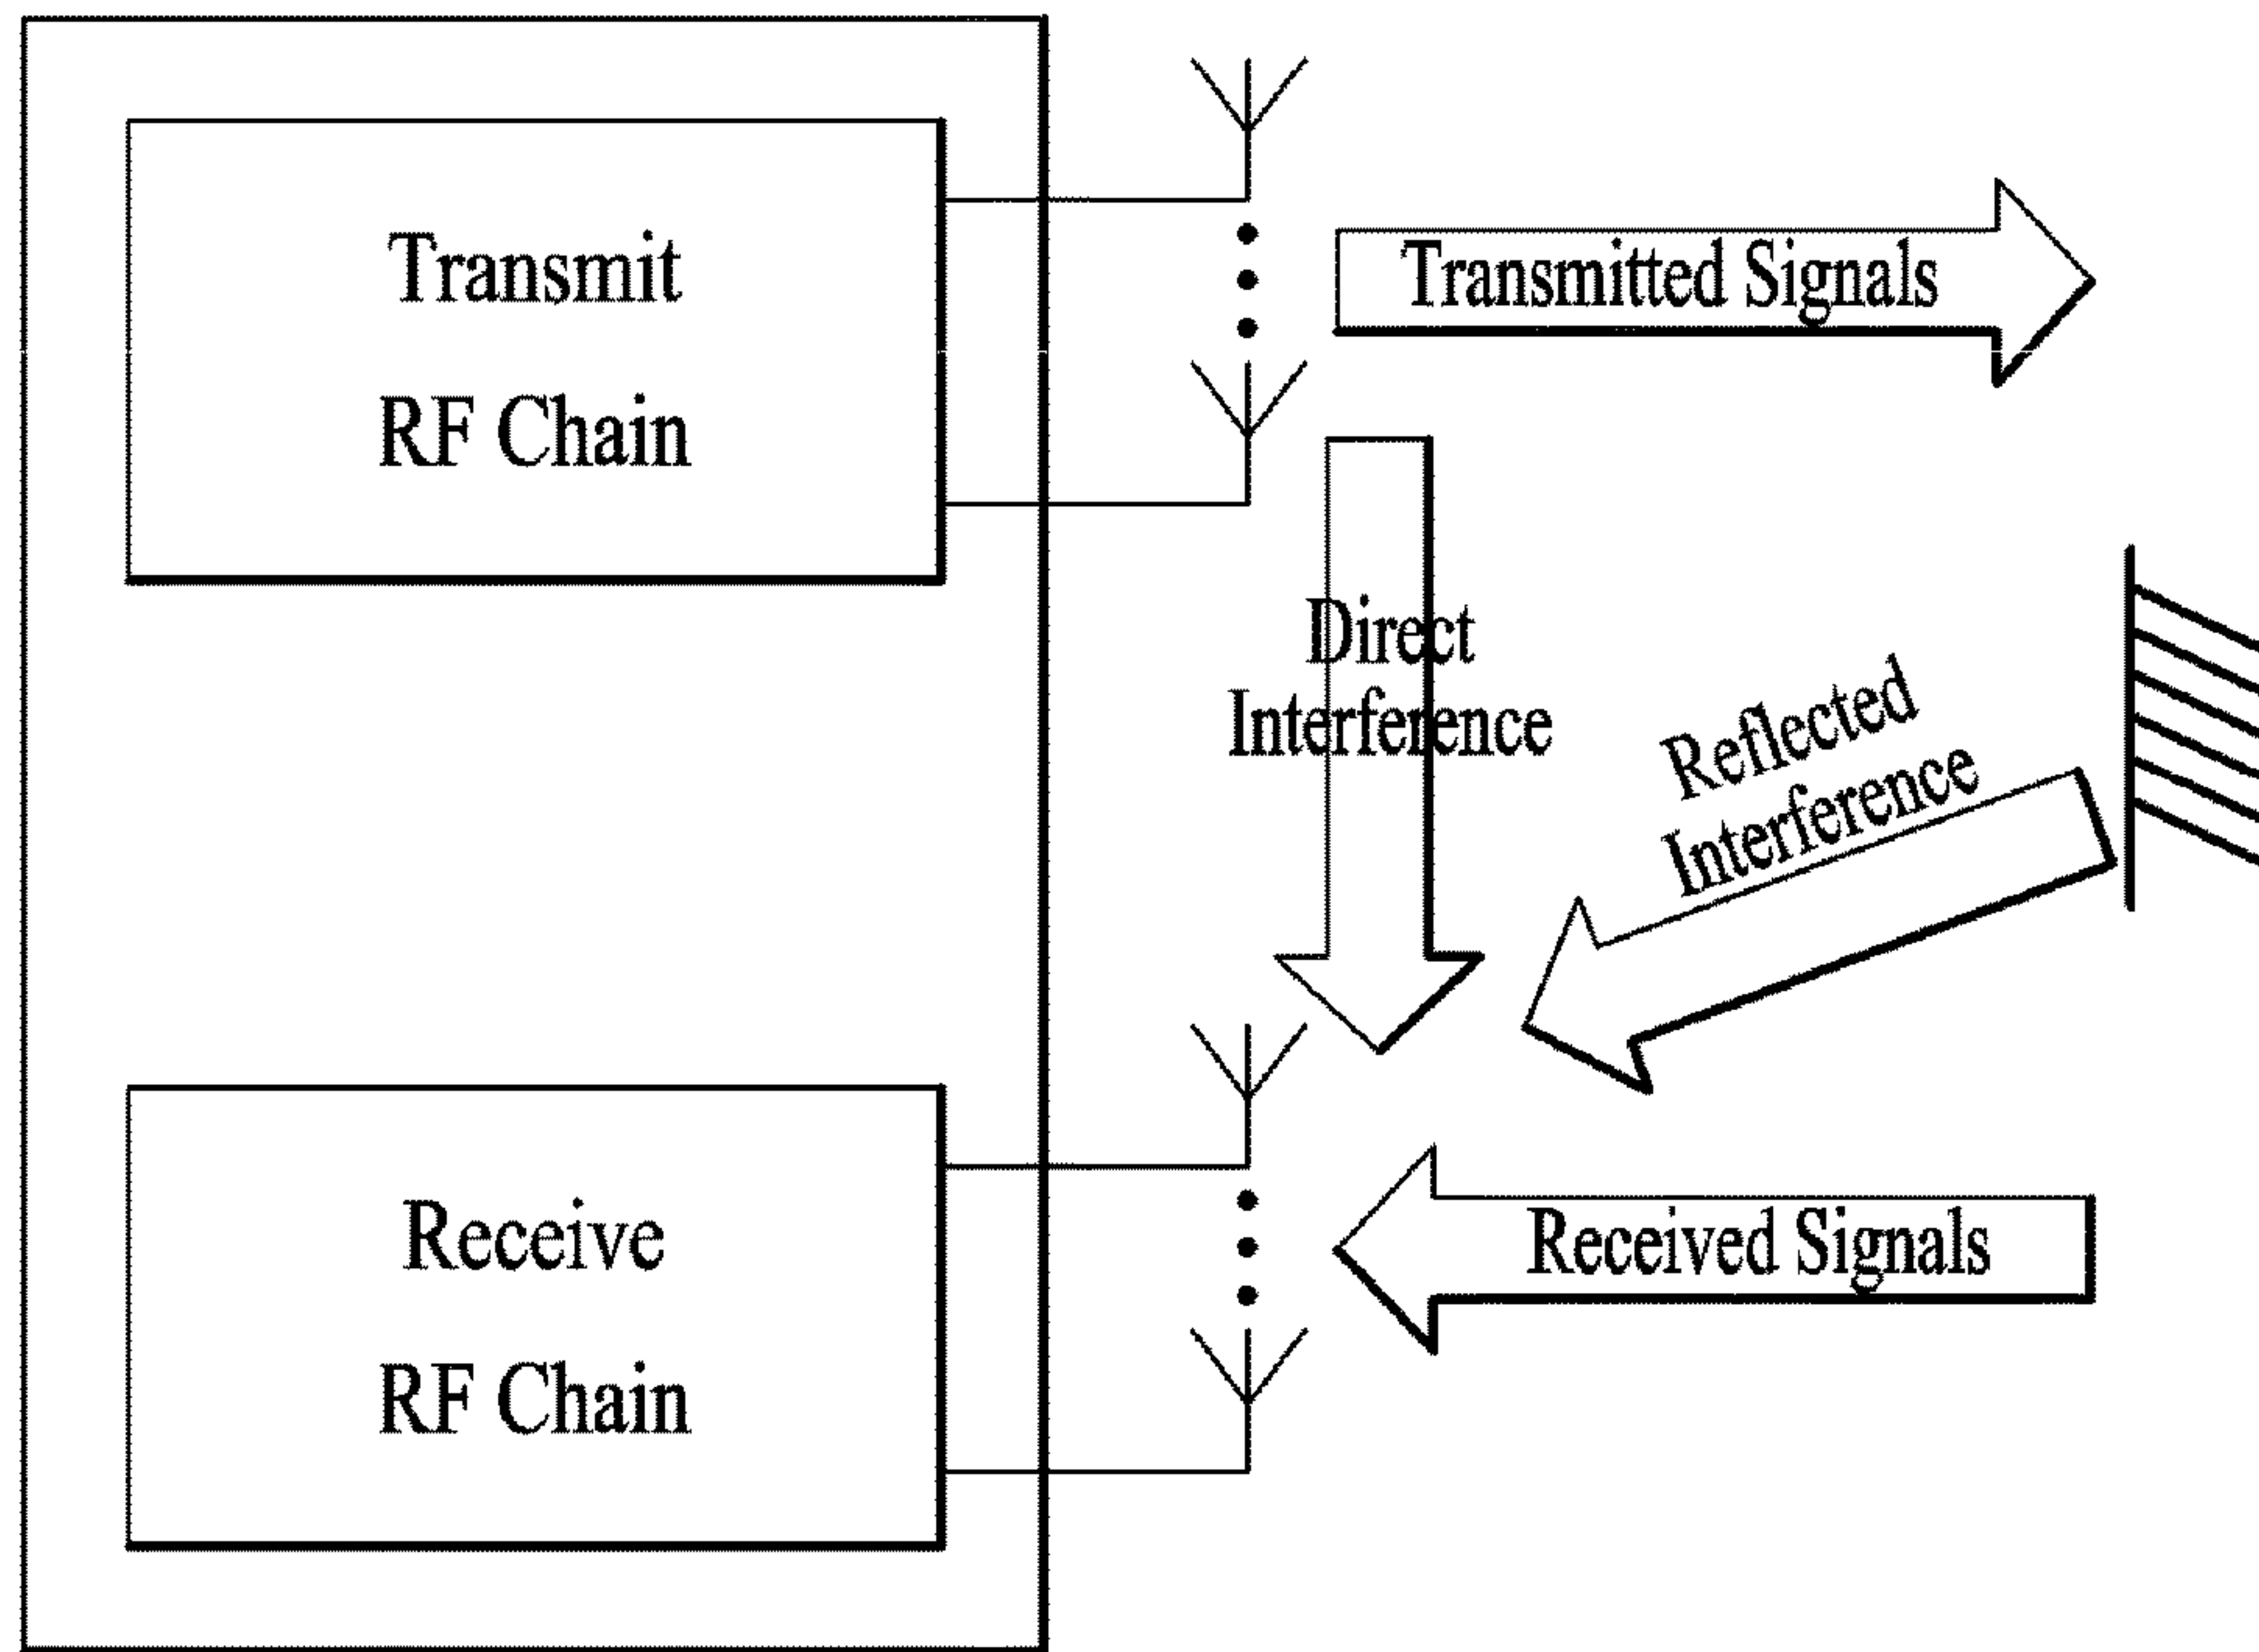 Transmit
RF Chain
Transmitted Signals
Direct
Interference
Reflected
Interference
Receive
RF Chain
Received Signals